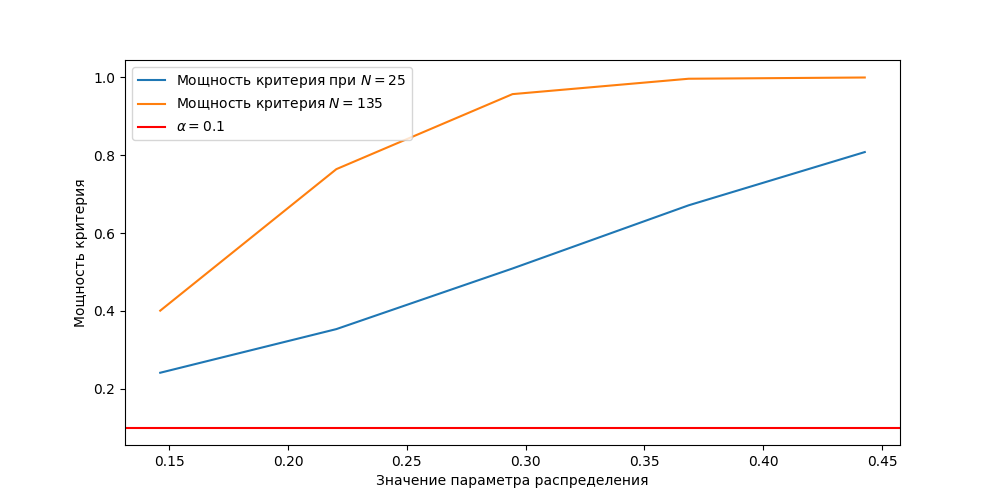 Мощность критерия при N = 25
Мощность критерия N = 135
α = 0.1
Мощность критерия
1.0
0.8
0.6
0.4
0.2
0.15 0.20 0.25 0.30 0.35 0.40 0.45
Значение параметра распределения